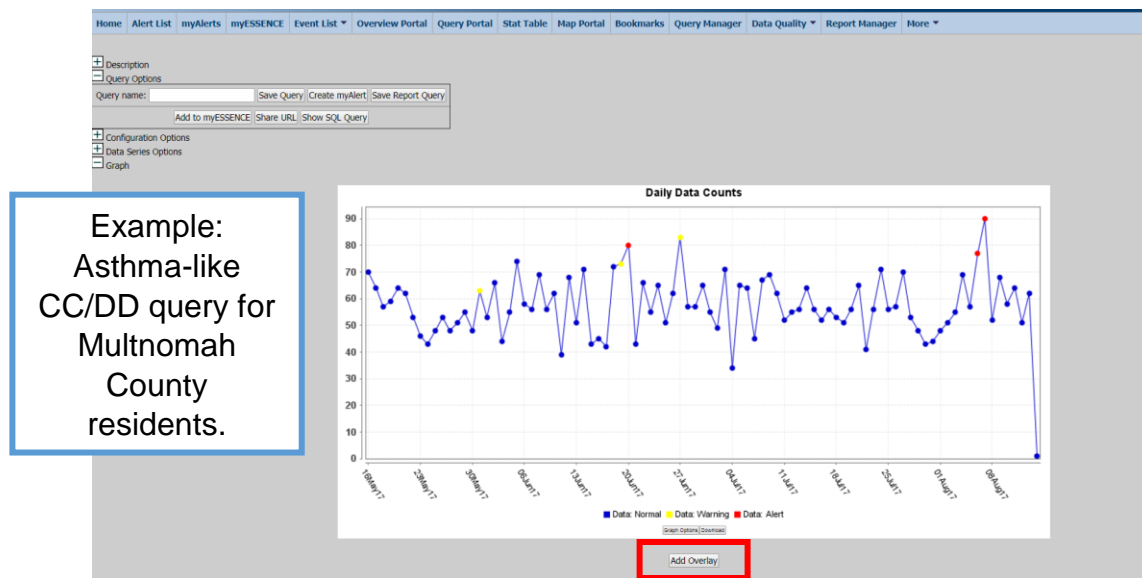 Home Alert List myAlerts myESSENCE Event List Overview Portal Query Portal Stat Table Map Portal Bookmarks Query Manager Data Quality Report Manager More
Description
Query Options
Query name: Save Query Create myAlert Save Report Query
Add to myESSENCE Share URL Show SQL Query
Configuration Options
Data Series Options
Graph
Example:
Asthma-like
CC/DD query for
Multnomah
County
residents.
Daily Data Counts
90
80
70
60
50
40
30
20
10
0
16May17 23May17 30May17 06Jun17 13Jun17 20Jun17 27Jun17 04Jul17 11Jul17 18Jul17 25Jul17 01Aug17 08Aug17
Data: Normal Data: Warning Data: Alert
Graph Options Download
Add Overlay